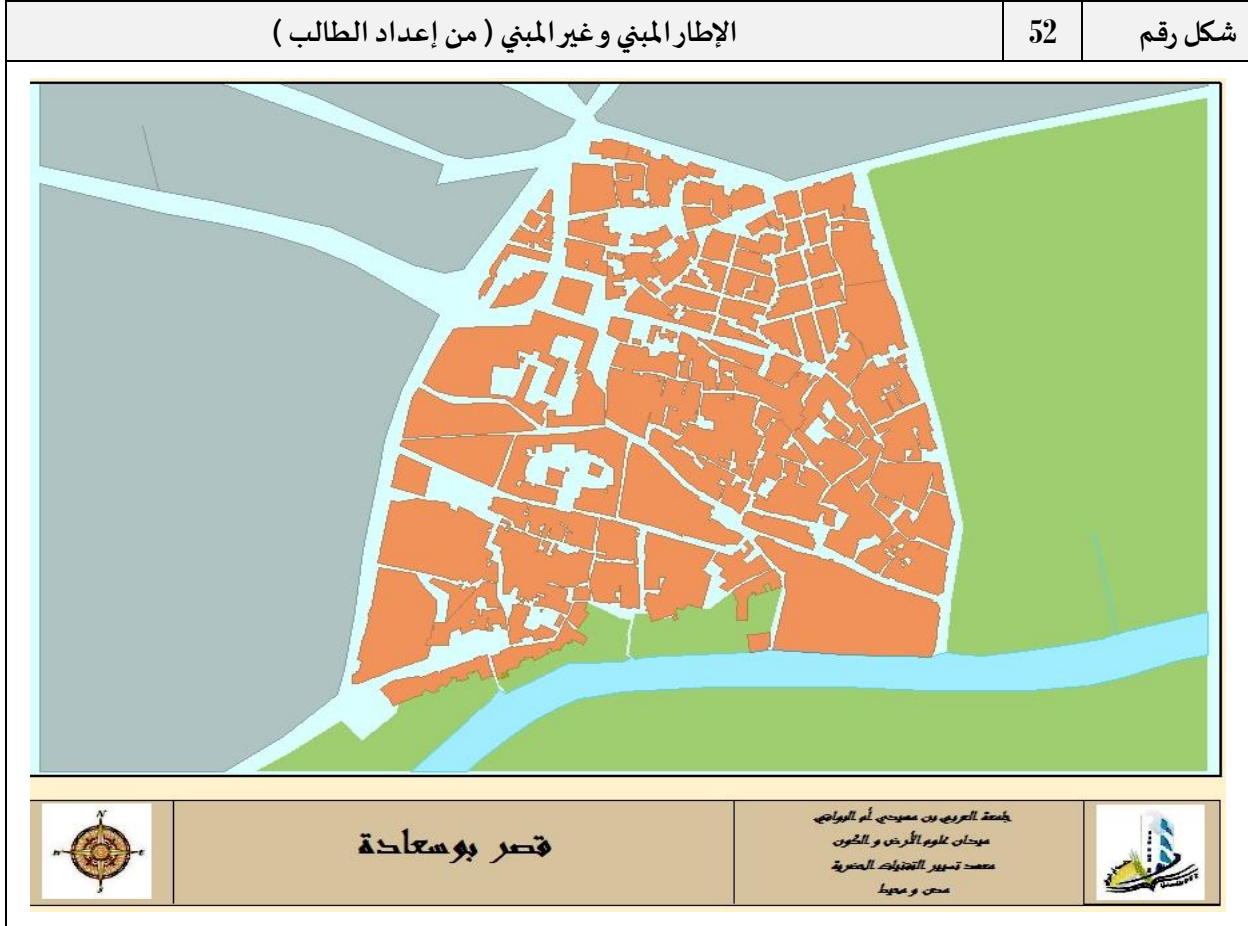 شكل رقم 52 الإطار المبني و غير المبني ( من إعداد الطالب )
قصر بوسعادة
جامعة العربي بن مهيدي أم البواقي
ميدان علوم الأرض و الكون
معهد تسيير التقنيات الحضرية
مدن و محيط
N
E
S